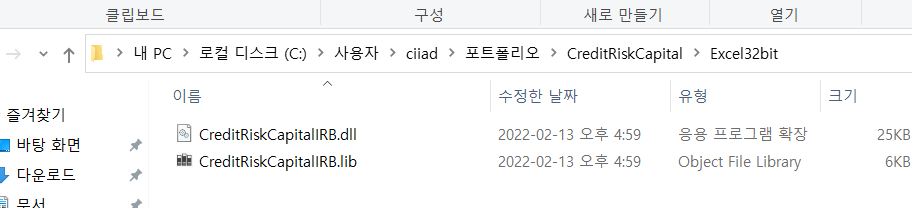 클립보드 구성 새로 만들기 열기
내 PC > 로컬 디스크 (C:) > 사용자 > ciiad > 포트폴리오 > CreditRiskCapital > Excel32bit
이름 수정한 날짜 유형 크기
즐겨찾기
CreditRiskCapitalIRB.dll 2022-02-13 오후 4:59 응용 프로그램 확장 25KB
바탕 화면
CreditRiskCapitalIRB.lib 2022-02-13 오후 4:59 Object File Library 6KB
다운로드
문서